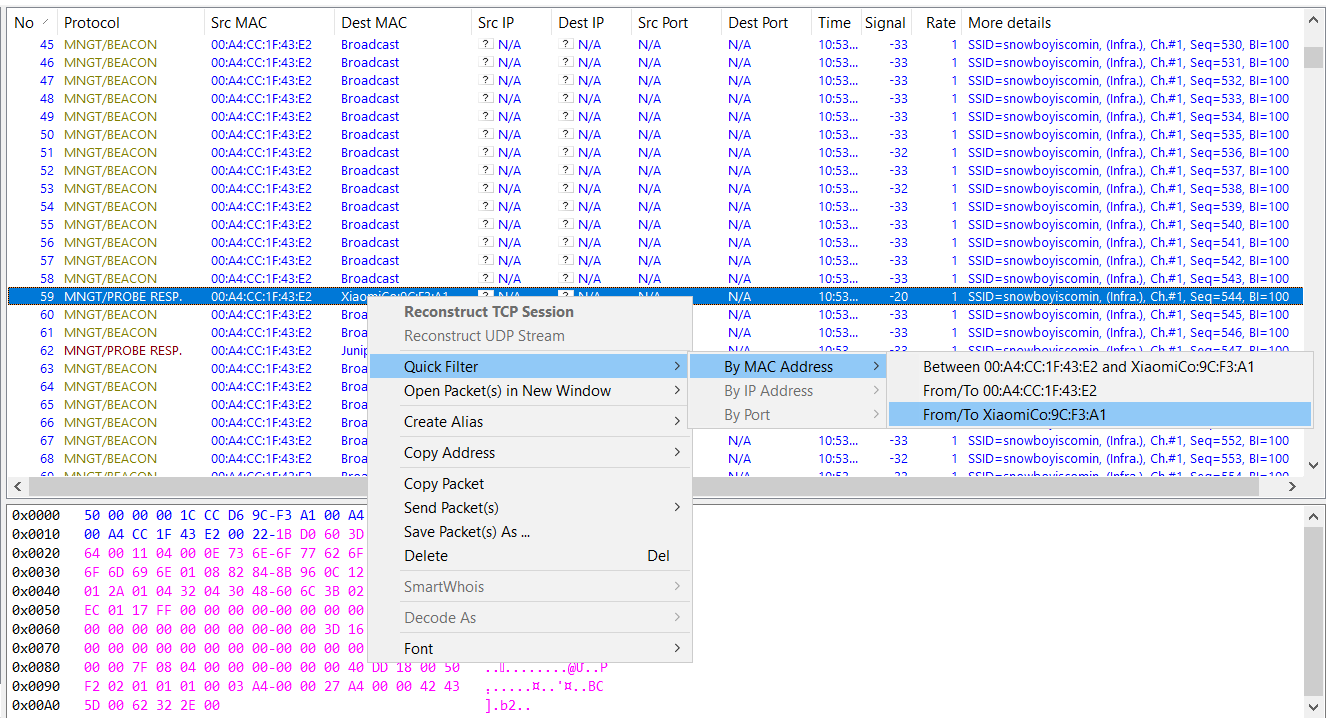 No Protocol Src MAC Dest MAC Src IP Dest IP Src Port Dest Port Time Signal Rate More details
45 MNGT/BEACON 00:A4:CC:1F:43:E2 Broadcast ? N/A ? N/A N/A N/A 10:53... -33 1 SSID=snowboyiscomin, (Infra.), Ch.#1, Seq=530, BI=100
46 MNGT/BEACON 00:A4:CC:1F:43:E2 Broadcast ? N/A ? N/A N/A N/A 10:53... -33 1 SSID=snowboyiscomin, (Infra.), Ch.#1, Seq=531, BI=100
47 MNGT/BEACON 00:A4:CC:1F:43:E2 Broadcast ? N/A ? N/A N/A N/A 10:53... -33 1 SSID=snowboyiscomin, (Infra.), Ch.#1, Seq=532, BI=100
48 MNGT/BEACON 00:A4:CC:1F:43:E2 Broadcast ? N/A ? N/A N/A N/A 10:53... -33 1 SSID=snowboyiscomin, (Infra.), Ch.#1, Seq=533, BI=100
49 MNGT/BEACON 00:A4:CC:1F:43:E2 Broadcast ? N/A ? N/A N/A N/A 10:53... -33 1 SSID=snowboyiscomin, (Infra.), Ch.#1, Seq=534, BI=100
50 MNGT/BEACON 00:A4:CC:1F:43:E2 Broadcast ? N/A ? N/A N/A N/A 10:53... -33 1 SSID=snowboyiscomin, (Infra.), Ch.#1, Seq=535, BI=100
51 MNGT/BEACON 00:A4:CC:1F:43:E2 Broadcast ? N/A ? N/A N/A N/A 10:53... -32 1 SSID=snowboyiscomin, (Infra.), Ch.#1, Seq=536, BI=100
52 MNGT/BEACON 00:A4:CC:1F:43:E2 Broadcast ? N/A ? N/A N/A N/A 10:53... -33 1 SSID=snowboyiscomin, (Infra.), Ch.#1, Seq=537, BI=100
53 MNGT/BEACON 00:A4:CC:1F:43:E2 Broadcast ? N/A ? N/A N/A N/A 10:53... -32 1 SSID=snowboyiscomin, (Infra.), Ch.#1, Seq=538, BI=100
54 MNGT/BEACON 00:A4:CC:1F:43:E2 Broadcast ? N/A ? N/A N/A N/A 10:53... -33 1 SSID=snowboyiscomin, (Infra.), Ch.#1, Seq=539, BI=100
55 MNGT/BEACON 00:A4:CC:1F:43:E2 Broadcast ? N/A ? N/A N/A N/A 10:53... -33 1 SSID=snowboyiscomin, (Infra.), Ch.#1, Seq=540, BI=100
56 MNGT/BEACON 00:A4:CC:1F:43:E2 Broadcast ? N/A ? N/A N/A N/A 10:53... -33 1 SSID=snowboyiscomin, (Infra.), Ch.#1, Seq=541, BI=100
57 MNGT/BEACON 00:A4:CC:1F:43:E2 Broadcast ? N/A ? N/A N/A N/A 10:53... -33 1 SSID=snowboyiscomin, (Infra.), Ch.#1, Seq=542, BI=100
58 MNGT/BEACON 00:A4:CC:1F:43:E2 Broadcast ? N/A ? N/A N/A N/A 10:53... -33 1 SSID=snowboyiscomin, (Infra.), Ch.#1, Seq=543, BI=100
59 MNGT/PROBE RESP. 00:A4:CC:1F:43:E2 XiaomiCo:9C:F3:A1 ? N/A ? N/A N/A N/A 10:53... -20 1 SSID=snowboyiscomin, (Infra.), Ch.#1, Seq=544, BI=100
60 MNGT/BEACON 00:A4:CC:1F:43:E2 Broa N/A 10:53... -33 1 SSID=snowboyiscomin, (Infra.), Ch.#1, Seq=545, BI=100
61 MNGT/BEACON 00:A4:CC:1F:43:E2 Broa N/A 10:53... -33 1 SSID=snowboyiscomin, (Infra.), Ch.#1, Seq=546, BI=100
62 MNGT/PROBE RESP. 00:A4:CC:1F:43:E2 Junip
63 MNGT/BEACON 00:A4:CC:1F:43:E2 Broa
64 MNGT/BEACON 00:A4:CC:1F:43:E2 Broa
65 MNGT/BEACON 00:A4:CC:1F:43:E2 Broa
66 MNGT/BEACON 00:A4:CC:1F:43:E2 Broa
67 MNGT/BEACON 00:A4:CC:1F:43:E2 Broa N/A 10:53... -33 1 SSID=snowboyiscomin, (Infra.), Ch.#1, Seq=552, BI=100
68 MNGT/BEACON 00:A4:CC:1F:43:E2 Broa N/A 10:53... -32 1 SSID=snowboyiscomin, (Infra.), Ch.#1, Seq=553, BI=100
Reconstruct TCP Session
Reconstruct UDP Stream
Quick Filter
Open Packet(s) in New Window
Create Alias
Copy Address
Copy Packet
Send Packet(s)
Save Packet(s) As ...
Delete Del
SmartWhois
Decode As
Font
By MAC Address
By IP Address
By Port
Between 00:A4:CC:1F:43:E2 and XiaomiCo:9C:F3:A1
From/To 00:A4:CC:1F:43:E2
From/To XiaomiCo:9C:F3:A1
0x0000 50 00 00 00 1C CC D6 9C-F3 A1 00 A4
0x0010 00 A4 CC 1F 43 E2 00 22-1B D0 60 3D
0x0020 64 00 11 04 00 0E 73 6E-6F 77 62 6F
0x0030 6F 6D 69 6E 01 08 82 84-8B 96 0C 12
0x0040 01 2A 01 04 32 04 30 48-60 6C 3B 02
0x0050 EC 01 17 FF 00 00 00 00-00 00 00 00
0x0060 00 00 00 00 00 00 00 00-00 00 3D 16
0x0070 00 00 00 00 00 00 00 00-00 00 00 00
0x0080 00 00 7F 08 04 00 00 00-00 00 00 40 DD 18 00 50 ..▯........@Ư..P
0x0090 F2 02 01 01 01 00 03 A4-00 00 27 A4 00 00 42 43 ,.....¤..'¤..BC
0x00A0 5D 00 62 32 2E 00 ].b2..